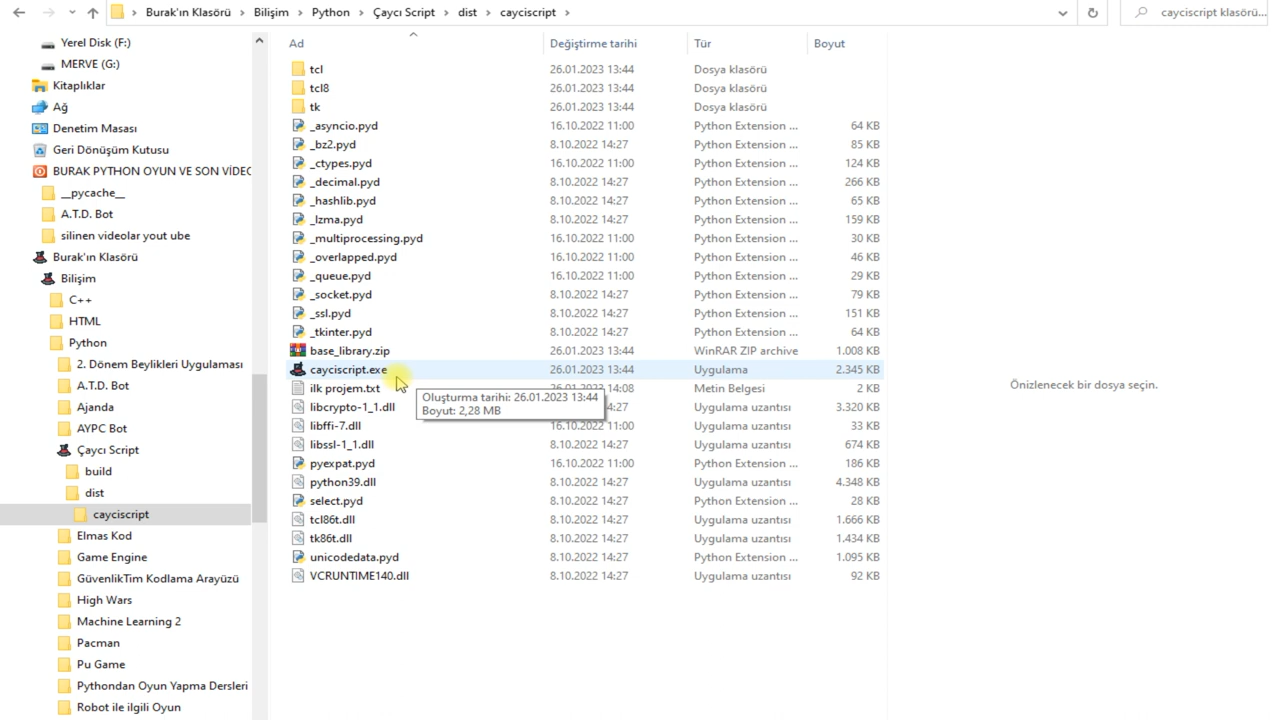 Burak'ın Klasörü › Bilişim › Python › Çaycı Script › dist › cayciscript ›
cayciscript klasörü...
Yerel Disk (F:)
MERVE (G:)
Kitaplıklar
Ağ
Denetim Masası
Geri Dönüşüm Kutusu
BURAK PYTHON OYUN VE SON VİDEO
__pycache__
A.T.D. Bot
silinen videolar yout ube
Burak'ın Klasörü
Bilişim
C++
HTML
Python
2. Dönem Beylikleri Uygulaması
A.T.D. Bot
Ajanda
AYPC Bot
Çaycı Script
build
dist
cayciscript
Elmas Kod
Game Engine
GüvenlikTim Kodlama Arayüzü
High Wars
Machine Learning 2
Pacman
Pu Game
Pythondan Oyun Yapma Dersleri
Robot ile ilgili Oyun
Ad Değiştirme tarihi Tür Boyut
tcl 26.01.2023 13:44 Dosya klasörü
tcl8 26.01.2023 13:44 Dosya klasörü
tk 26.01.2023 13:44 Dosya klasörü
_asyncio.pyd 16.10.2022 11:00 Python Extension ... 64 KB
_bz2.pyd 8.10.2022 14:27 Python Extension ... 85 KB
_ctypes.pyd 16.10.2022 11:00 Python Extension ... 124 KB
_decimal.pyd 8.10.2022 14:27 Python Extension ... 266 KB
_hashlib.pyd 8.10.2022 14:27 Python Extension ... 65 KB
_lzma.pyd 8.10.2022 14:27 Python Extension ... 159 KB
_multiprocessing.pyd 16.10.2022 11:00 Python Extension ... 30 KB
_overlapped.pyd 16.10.2022 11:00 Python Extension ... 46 KB
_queue.pyd 16.10.2022 11:00 Python Extension ... 29 KB
_socket.pyd 8.10.2022 14:27 Python Extension ... 79 KB
_ssl.pyd 8.10.2022 14:27 Python Extension ... 151 KB
_tkinter.pyd 8.10.2022 14:27 Python Extension ... 64 KB
base_library.zip 26.01.2023 13:44 WinRAR ZIP archive 1.008 KB
cayciscript.exe 26.01.2023 13:44 Uygulama 2.345 KB
ilk projem.txt 26.01.2023 14:08 Metin Belgesi 2 KB
Oluşturma tarihi: 26.01.2023 13:44
Boyut: 2,28 MB
libcrypto-1_1.dll 4:27 Uygulama uzantısı 3.320 KB
libffi-7.dll 16.10.2022 11:00 Uygulama uzantısı 33 KB
libssl-1_1.dll 8.10.2022 14:27 Uygulama uzantısı 674 KB
pyexpat.pyd 16.10.2022 11:00 Python Extension ... 186 KB
python39.dll 8.10.2022 14:27 Uygulama uzantısı 4.348 KB
select.pyd 8.10.2022 14:27 Python Extension ... 28 KB
tcl86t.dll 8.10.2022 14:27 Uygulama uzantısı 1.666 KB
tk86t.dll 8.10.2022 14:27 Uygulama uzantısı 1.434 KB
unicodedata.pyd 8.10.2022 14:27 Python Extension ... 1.095 KB
VCRUNTIME140.dll 8.10.2022 14:27 Uygulama uzantısı 92 KB
Önizlenecek bir dosya seçin.